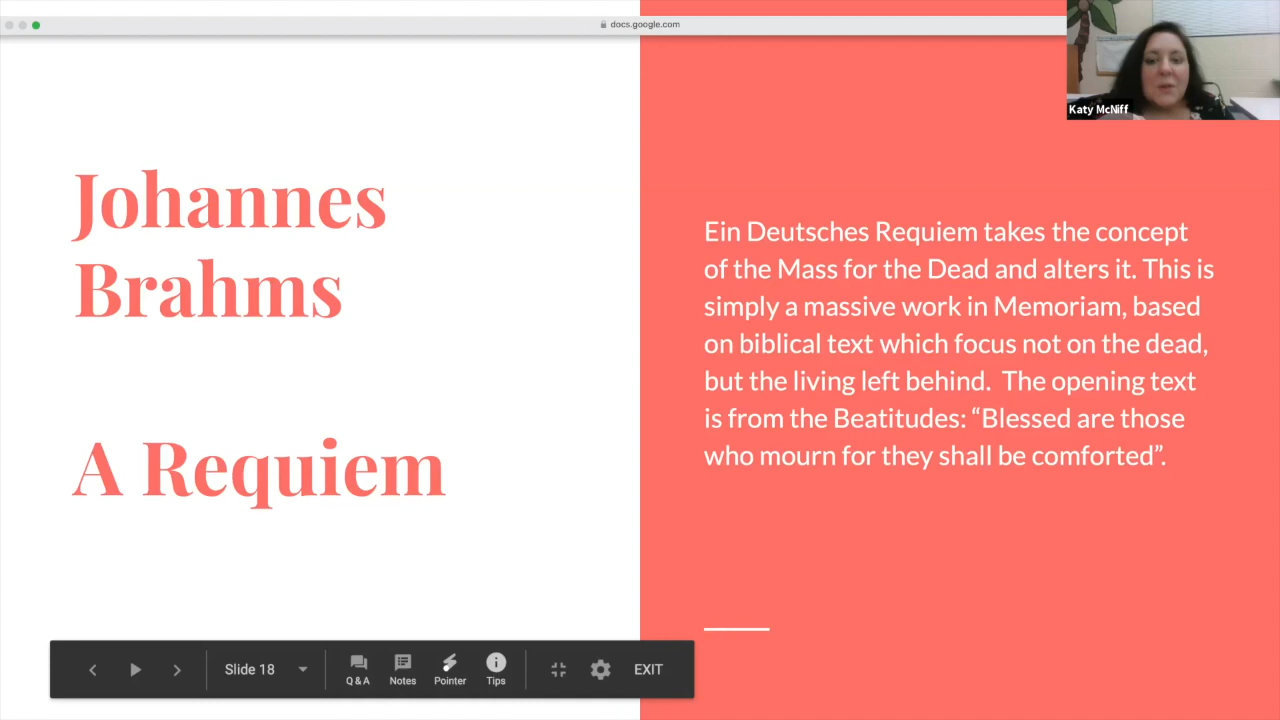 docs.google.com
Katy McNiff
Johannes
Brahms
A Requiem
Ein Deutsches Requiem takes the concept
of the Mass for the Dead and alters it. This is
simply a massive work in Memoriam, based
on biblical text which focus not on the dead,
but the living left behind.  The opening text
is from the Beatitudes: “Blessed are those
who mourn for they shall be comforted”.
Slide 18
Q & A
Notes
Pointer
Tips
EXIT